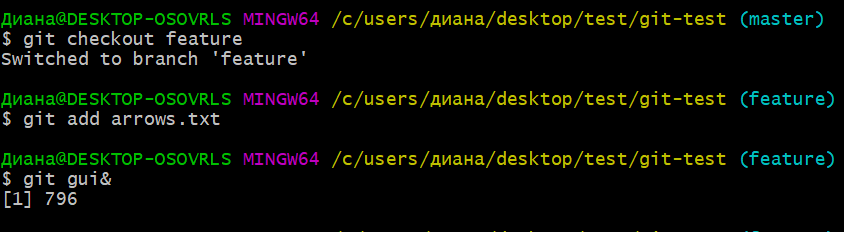 Диана@DESKTOP-OSOVRLS MINGW64 /c/users/диана/desktop/test/git-test (master)
$ git checkout feature
Switched to branch 'feature'
Диана@DESKTOP-OSOVRLS MINGW64 /c/users/диана/desktop/test/git-test (feature)
$ git add arrows.txt
Диана@DESKTOP-OSOVRLS MINGW64 /c/users/диана/desktop/test/git-test (feature)
$ git gui&
[1] 796